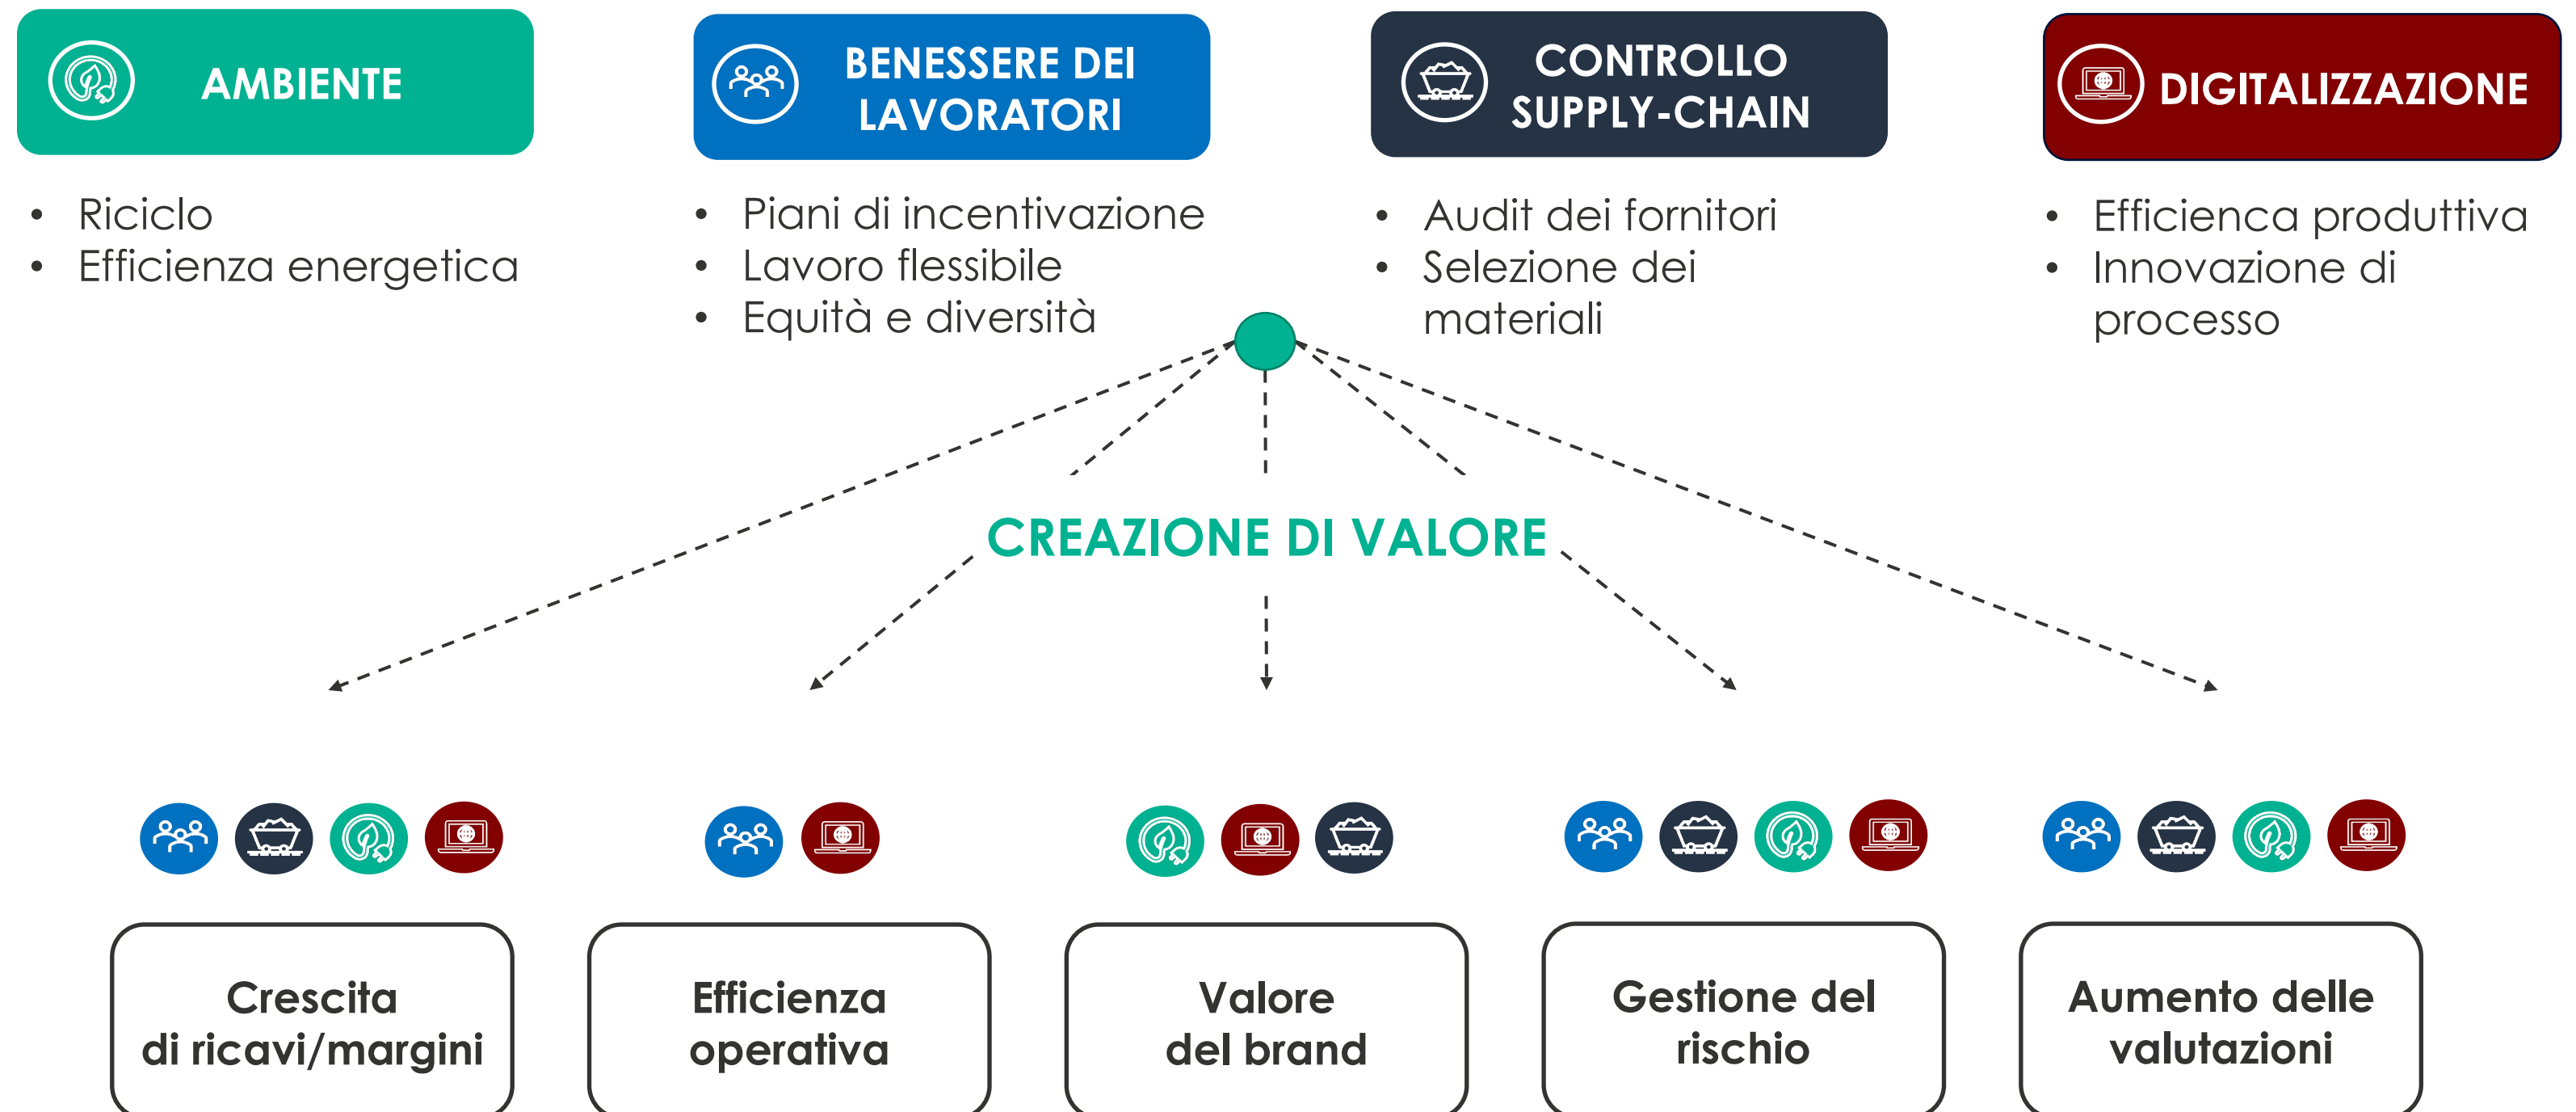 AMBIENTE
• Riciclo
• Efficienza energetica
BENESSERE DEI
LAVORATORI
• Piani di incentivazione
• Lavoro flessibile
• Equità e diversità
CONTROLLO
SUPPLY-CHAIN
• Audit dei fornitori
• Selezione dei
materiali
DIGITALIZZAZIONE
• Efficienca produttiva
• Innovazione di
processo
CREAZIONE DI VALORE
Crescita
di ricavi/margini
Efficienza
operativa
Valore
del brand
Gestione del
rischio
Aumento delle
valutazioni